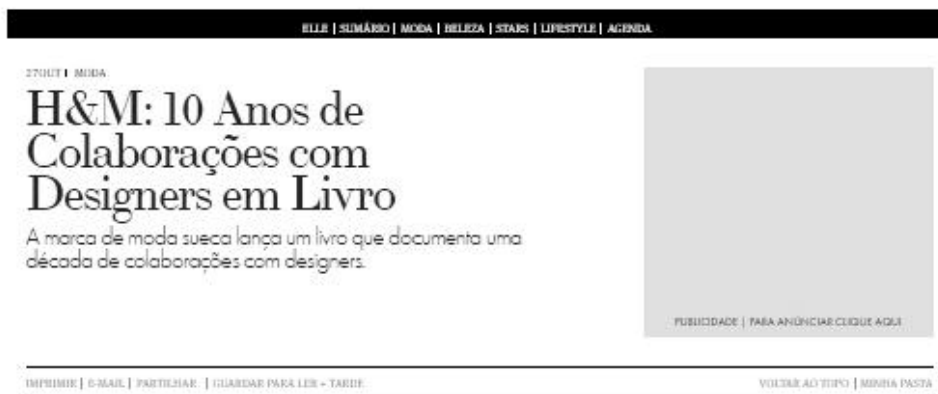 ELLE | SUMÁRIO | MODA | BELEZA | STARS | LIFESTYLE | AGENDA
27OUT | MODA
H&M: 10 Anos de
Colaborações com
Designers em Livro
A marca de moda sueca lança um livro que documenta uma
década de colaborações com designers.
PUBLICIDADE | PARA ANÚNCIAR CLIQUE AQUI
IMPRIMIR | E-MAIL | PARTILHAR | GUARDAR PARA LER + TARDE
VOLTAR AO TOPO | MINHA PASTA